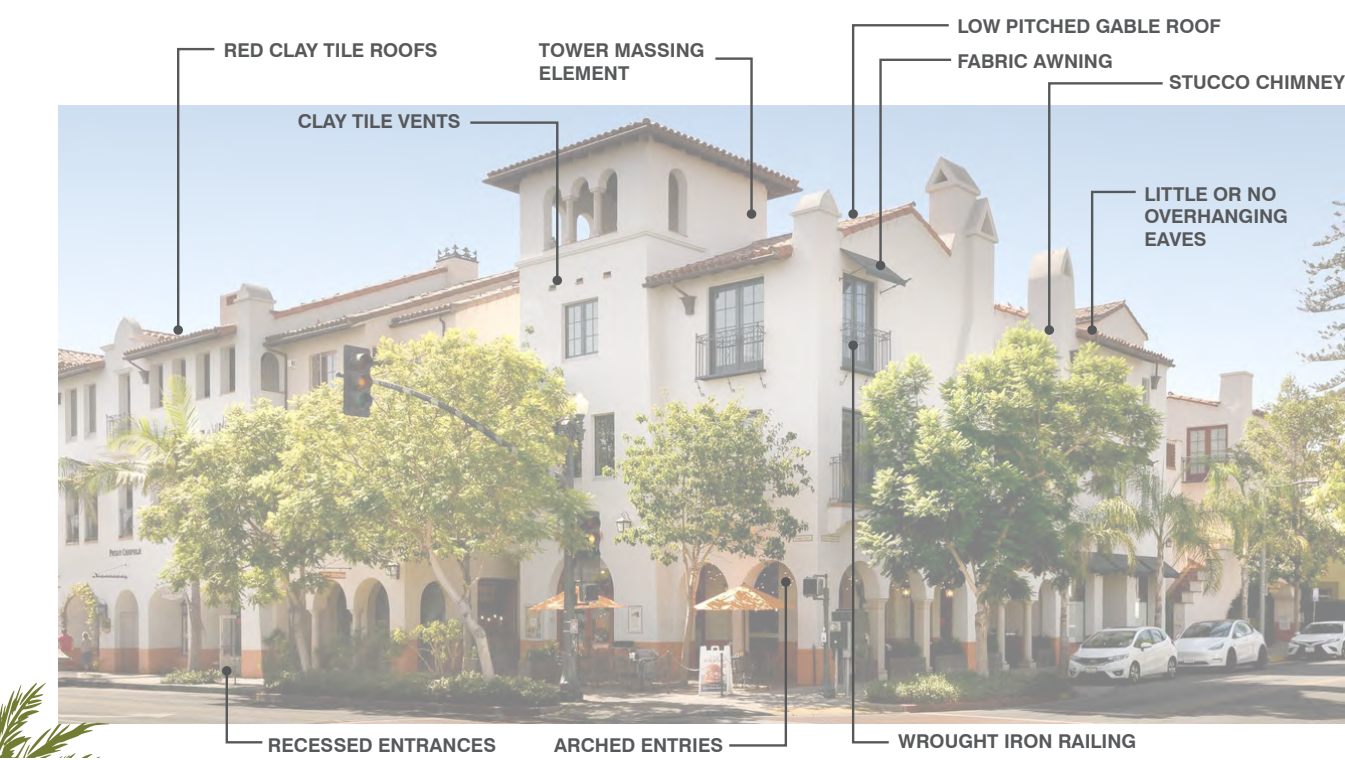 LOW PITCHED GABLE ROOF
RED CLAY TILE ROOFS
TOWER MASSING
ELEMENT
FABRIC AWNING
STUCCO CHIMNEY
CLAY TILE VENTS
LITTLE OR NO
OVERHANGING
EAVES
RECESSED ENTRANCES
ARCHED ENTRIES
WROUGHT IRON RAILING